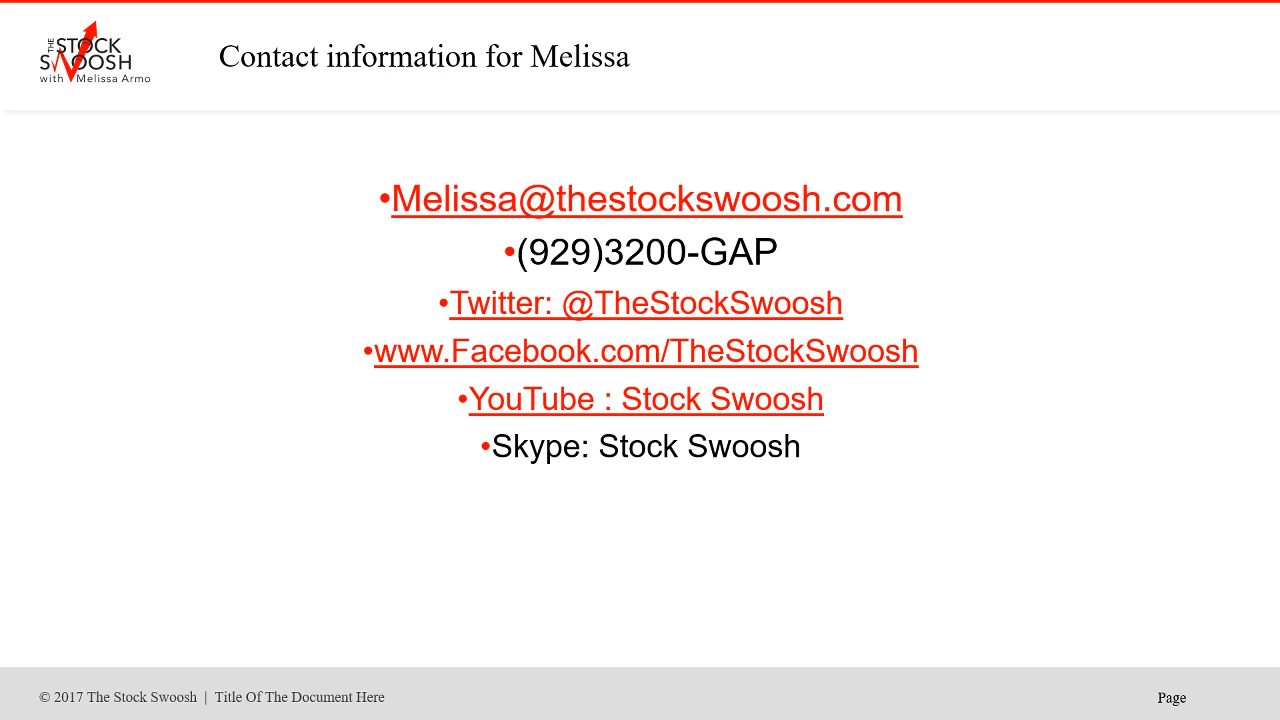 THE STOCK
SWOOSH
with Melissa Armo
Contact information for Melissa
•Melissa@thestockswoosh.com
•(929)3200-GAP
•Twitter: @TheStockSwoosh
•www.Facebook.com/TheStockSwoosh
•YouTube : Stock Swoosh
•Skype: Stock Swoosh
© 2017 The Stock Swoosh | Title Of The Document Here
Page